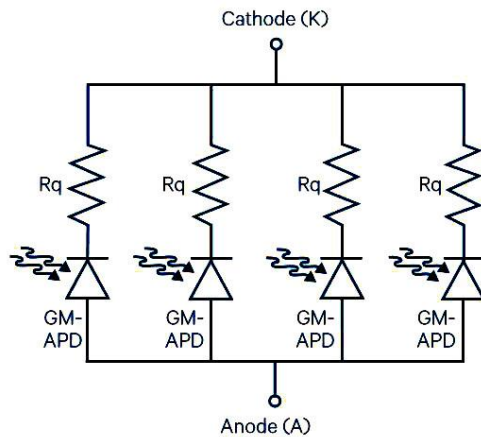 Cathode (K)
Rq Rq Rq Rq
GM- GM- GM- GM-
APD APD APD APD
Anode (A)